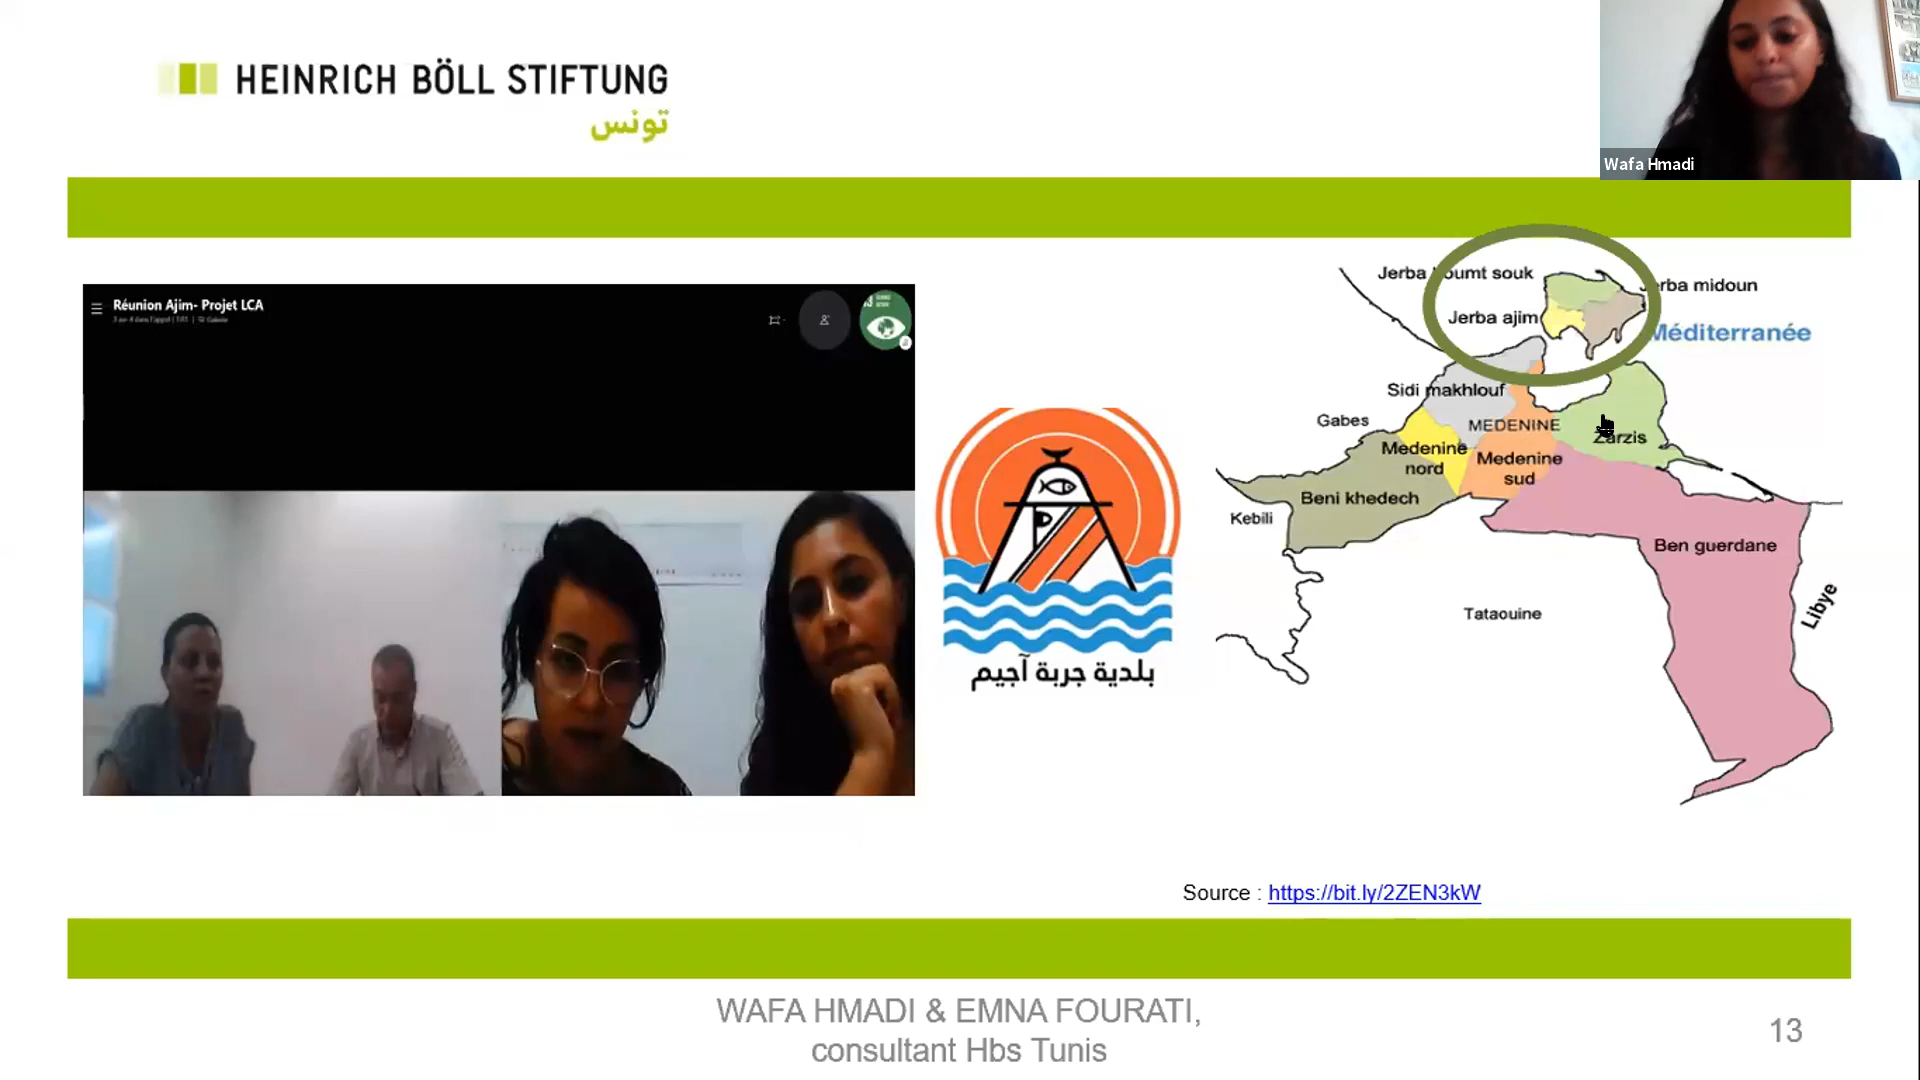 HEINRICH BÖLL STIFTUNG
تونس
Wafa Hmadi
Réunion Ajim- Projet LCA
بلدية جربة آجيم
Jerba houmt souk
Jerba midoun
Jerba ajim
Méditerranée
Sidi makhlouf
Gabes
MEDENINE
Zarzis
Medenine
nord
Medenine
sud
Beni khedech
Kebili
Ben guerdane
Libye
Tataouine
Source : https://bit.ly/2ZEN3kW
WAFA HMADI & EMNA FOURATI,
consultant Hbs Tunis
13